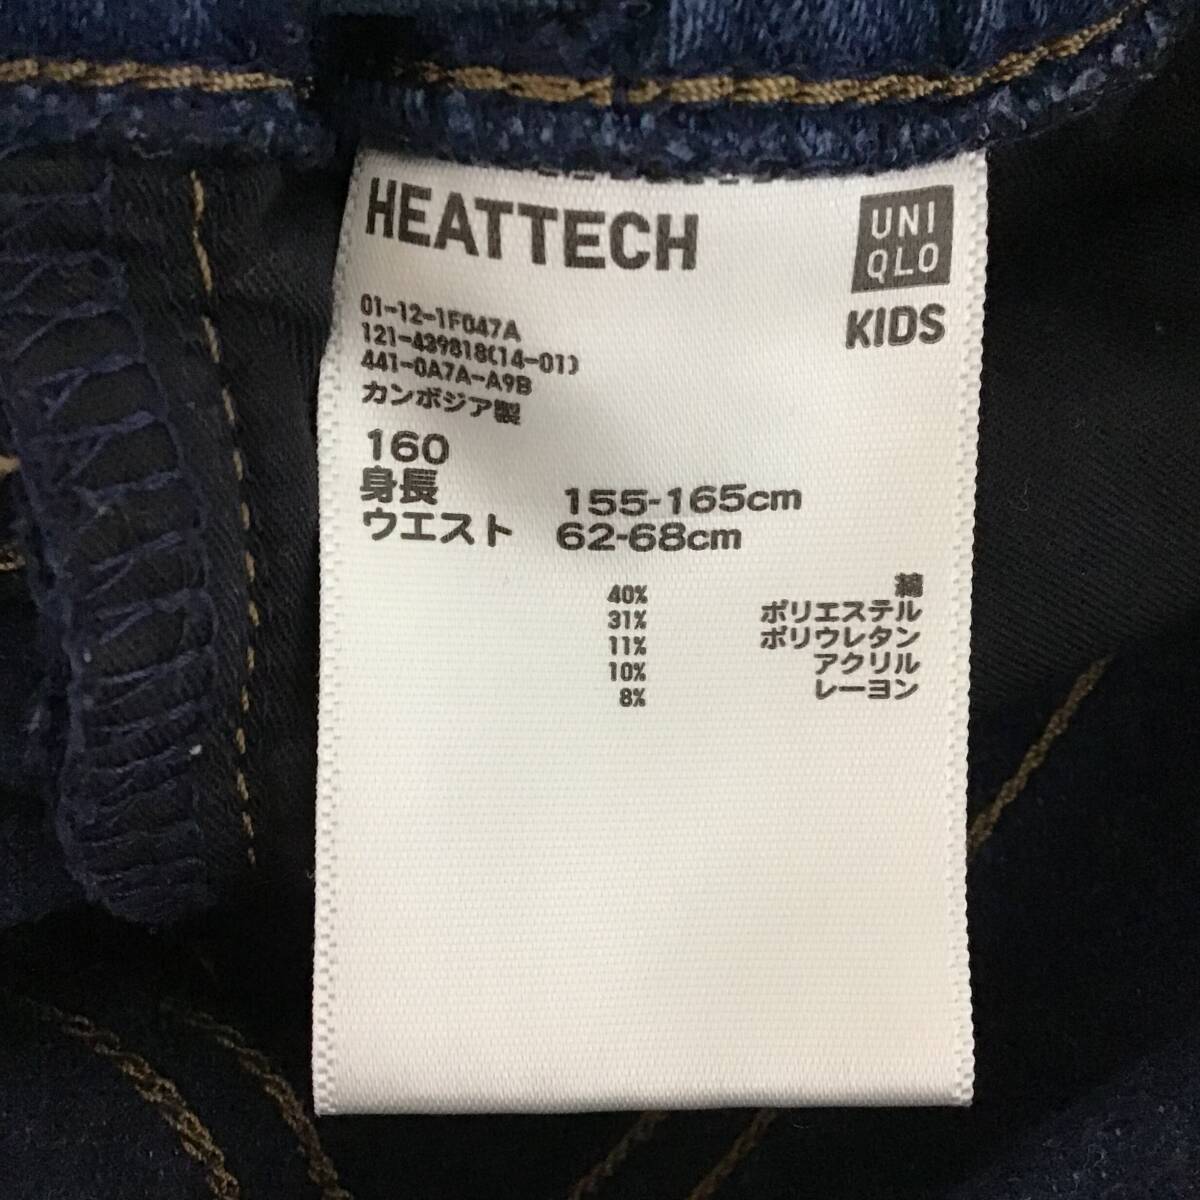 HEATTECH
UNI
QLO
KIDS
01-12-1F047A
121-439818(14-01)
441-0A7A-A9B
カンボジア製
160
身長 155-165cm
ウエスト 62-68cm
40% 綿
31% ポリエステル
11% ポリウレタン
10% アクリル
8% レーヨン